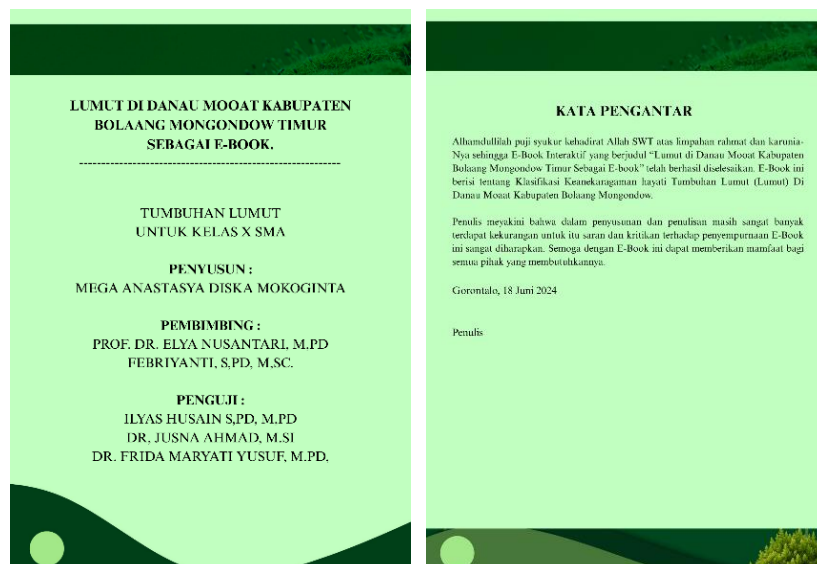 LUMUT DI DANAU MOOAT KABUPATEN
BOLAANG MONGONDOW TIMUR
SEBAGAI E-BOOK.
------------------------------------------------------------
TUMBUHAN LUMUT
UNTUK KELAS X SMA
PENYUSUN :
MEGA ANASTASYA DISKA MOKOGINTA
PEMBIMBING :
PROF. DR. ELYA NUSANTARI, M.PD
FEBRIYANTI, S,PD, M,SC.
PENGUJI :
ILYAS HUSAIN S,PD, M.PD
DR, JUSNA AHMAD, M.SI
DR. FRIDA MARYATI YUSUF, M.PD,
KATA PENGANTAR
Alhamdullilah puji syukur kehadirat Allah SWT atas limpahan rahmat dan karunia-
Nya sehingga E-Book Interaktif yang berjudul “Lumut di Danau Mooat Kabupaten
Bolaang Mongondow Timur Sebagai E-book” telah berhasil diselesaikan. E-Book ini
berisi tentang Klasifikasi Keanekaragaman hayati Tumbuhan Lumut (Lumut) Di
Danau Moaat Kabupaten Bolaang Mongondow.
Penulis meyakini bahwa dalam penyusunan dan penulisan masih sangat banyak
terdapat kekurangan untuk itu saran dan kritikan terhadap penyempurnaan E-Book
ini sangat diharapkan. Semoga dengan E-Book ini dapat memberikan mamfaat bagi
semua pihak yang membutuhkannya.
Gorontalo, 18 Juni 2024
Penulis